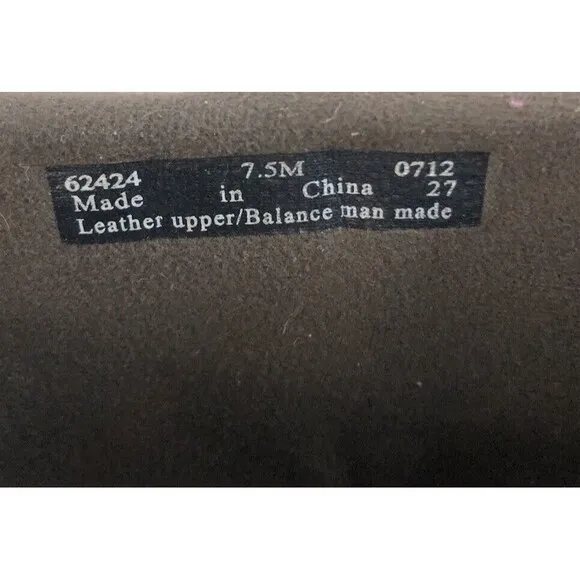 62424 7.5M 0712
Made in China 27
Leather upper/Balance man made